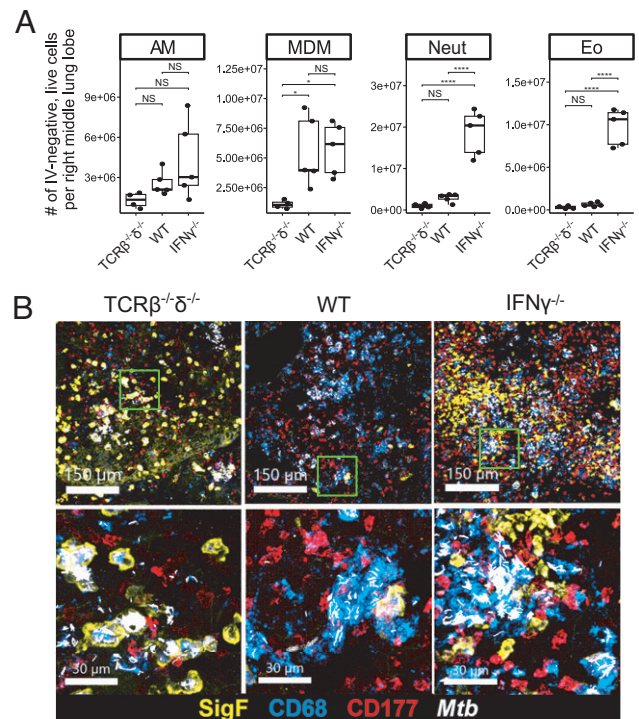 A
# of IV-negative, live cells
per right middle lung lobe
AM
NS
NS
NS
9e+06
6e+06
3e+06
TCRβ-/-δ-/-
WT
IFNγ-/-
MDM
NS
*
*
1.25e+07
1.00e+07
7.50e+06
5.00e+06
2.50e+06
TCRβ-/-δ-/-
WT
IFNγ-/-
Neut
****
****
NS
3e+07
2e+07
1e+07
0e+00
TCRβ-/-δ-/-
WT
IFNγ-/-
Eo
****
****
NS
1.5e+07
1.0e+07
5.0e+06
0.0e+00
TCRβ-/-δ-/-
WT
IFNγ-/-
B
TCRβ-/-δ-/- WT IFNγ-/-
150 μm 150 μm 150 μm
30 μm 30 μm 30 μm
SigF CD68 CD177 Mtb